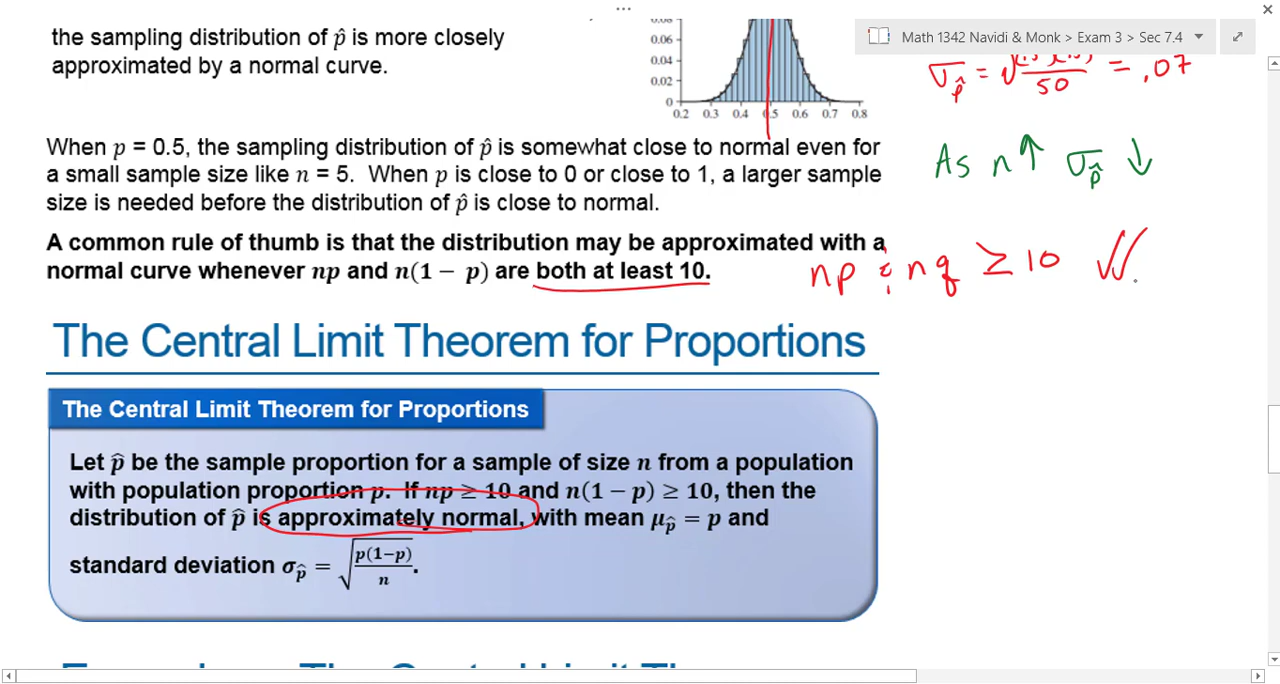 Math 1342 Navidi & Monk > Exam 3 > Sec 7.4
the sampling distribution of p̂ is more closely
approximated by a normal curve.
0.06
0.04
0.02
0
0.2 0.3 0.4 0.5 0.6 0.7 0.8
50
= .07
σp̂ =
As n↑ σp̂ ↓
When p = 0.5, the sampling distribution of p̂ is somewhat close to normal even for
a small sample size like n = 5. When p is close to 0 or close to 1, a larger sample
size is needed before the distribution of p̂ is close to normal.
A common rule of thumb is that the distribution may be approximated with a
normal curve whenever np and n(1 − p) are both at least 10.
np & nq ≥ 10 ✓✓
The Central Limit Theorem for Proportions
The Central Limit Theorem for Proportions
Let p̂ be the sample proportion for a sample of size n from a population
with population proportion p. If np ≥ 10 and n(1 − p) ≥ 10, then the
distribution of p̂ is approximately normal, with mean μp̂ = p and
standard deviation σp̂ = √p(1−p)/n.